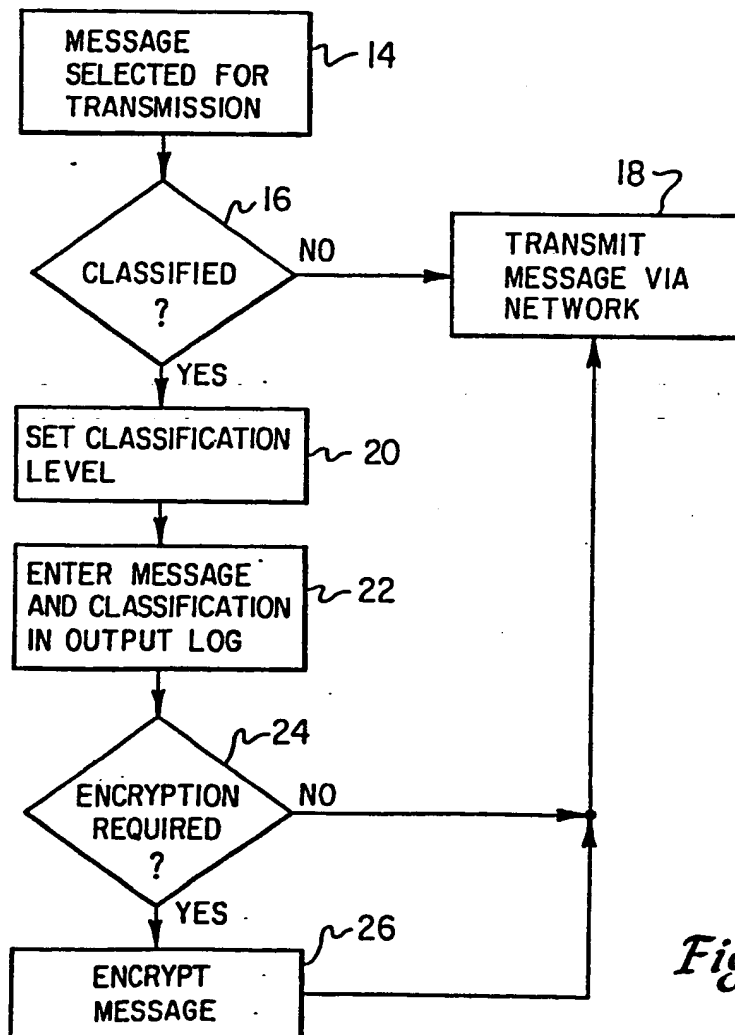 MESSAGE
SELECTED FOR
TRANSMISSION
14
16
CLASSIFIED
?
NO
18
TRANSMIT
MESSAGE VIA
NETWORK
YES
SET CLASSIFICATION
LEVEL
20
ENTER MESSAGE
AND CLASSIFICATION
IN OUTPUT LOG
22
24
ENCRYPTION
REQUIRED
?
NO
YES
26
ENCRYPT
MESSAGE
Fig